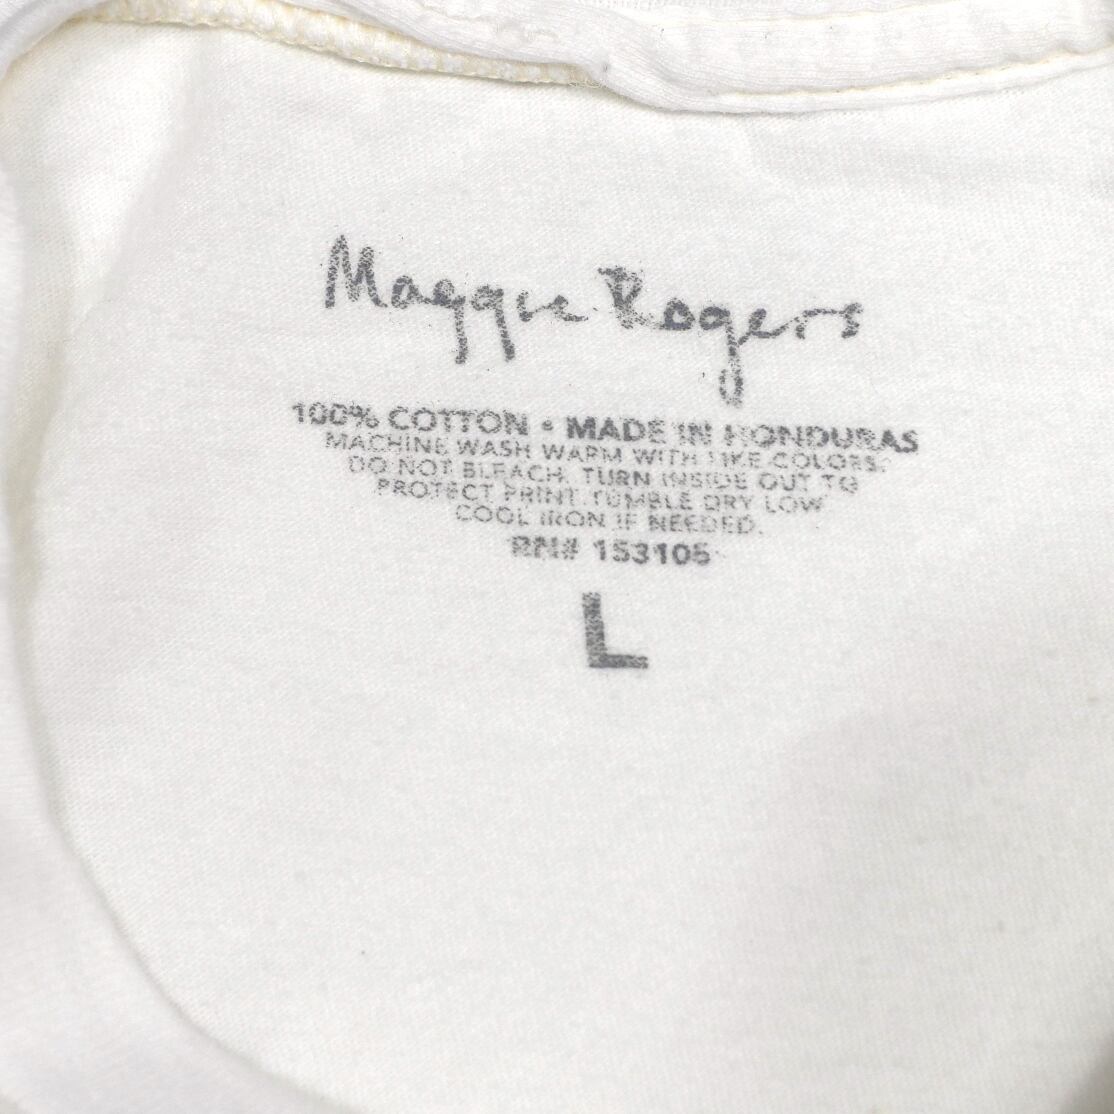 Maggie Rogers
100% COTTON • MADE IN HONDURAS
MACHINE WASH WARM WITH LIKE COLORS.
DO NOT BLEACH. TURN INSIDE OUT TO
PROTECT PRINT. TUMBLE DRY LOW
COOL IRON IF NEEDED.
RN# 153105
L